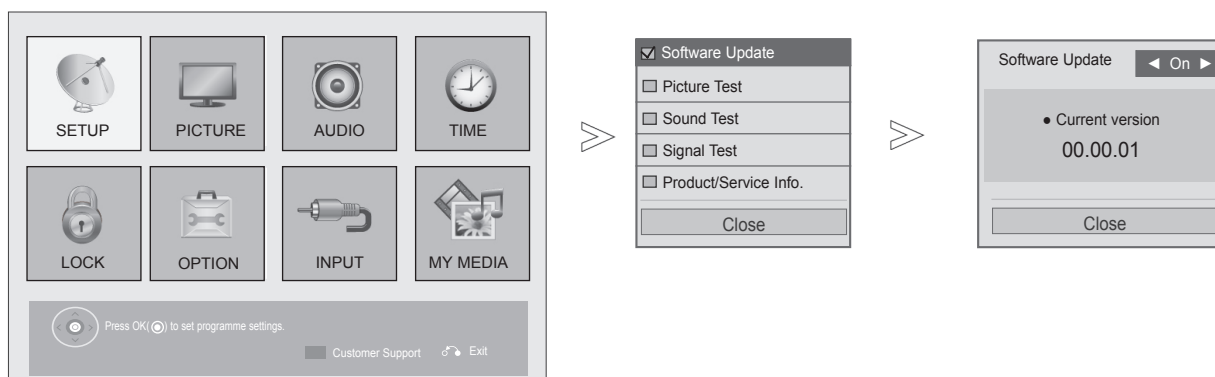 SETUP PICTURE AUDIO TIME
LOCK OPTION INPUT MY MEDIA
Press OK( ) to set programme settings.
Customer Support Exit
Software Update
Picture Test
Sound Test
Signal Test
Product/Service Info.
Close
Software Update ◄ On ►
● Current version
00.00.01
Close